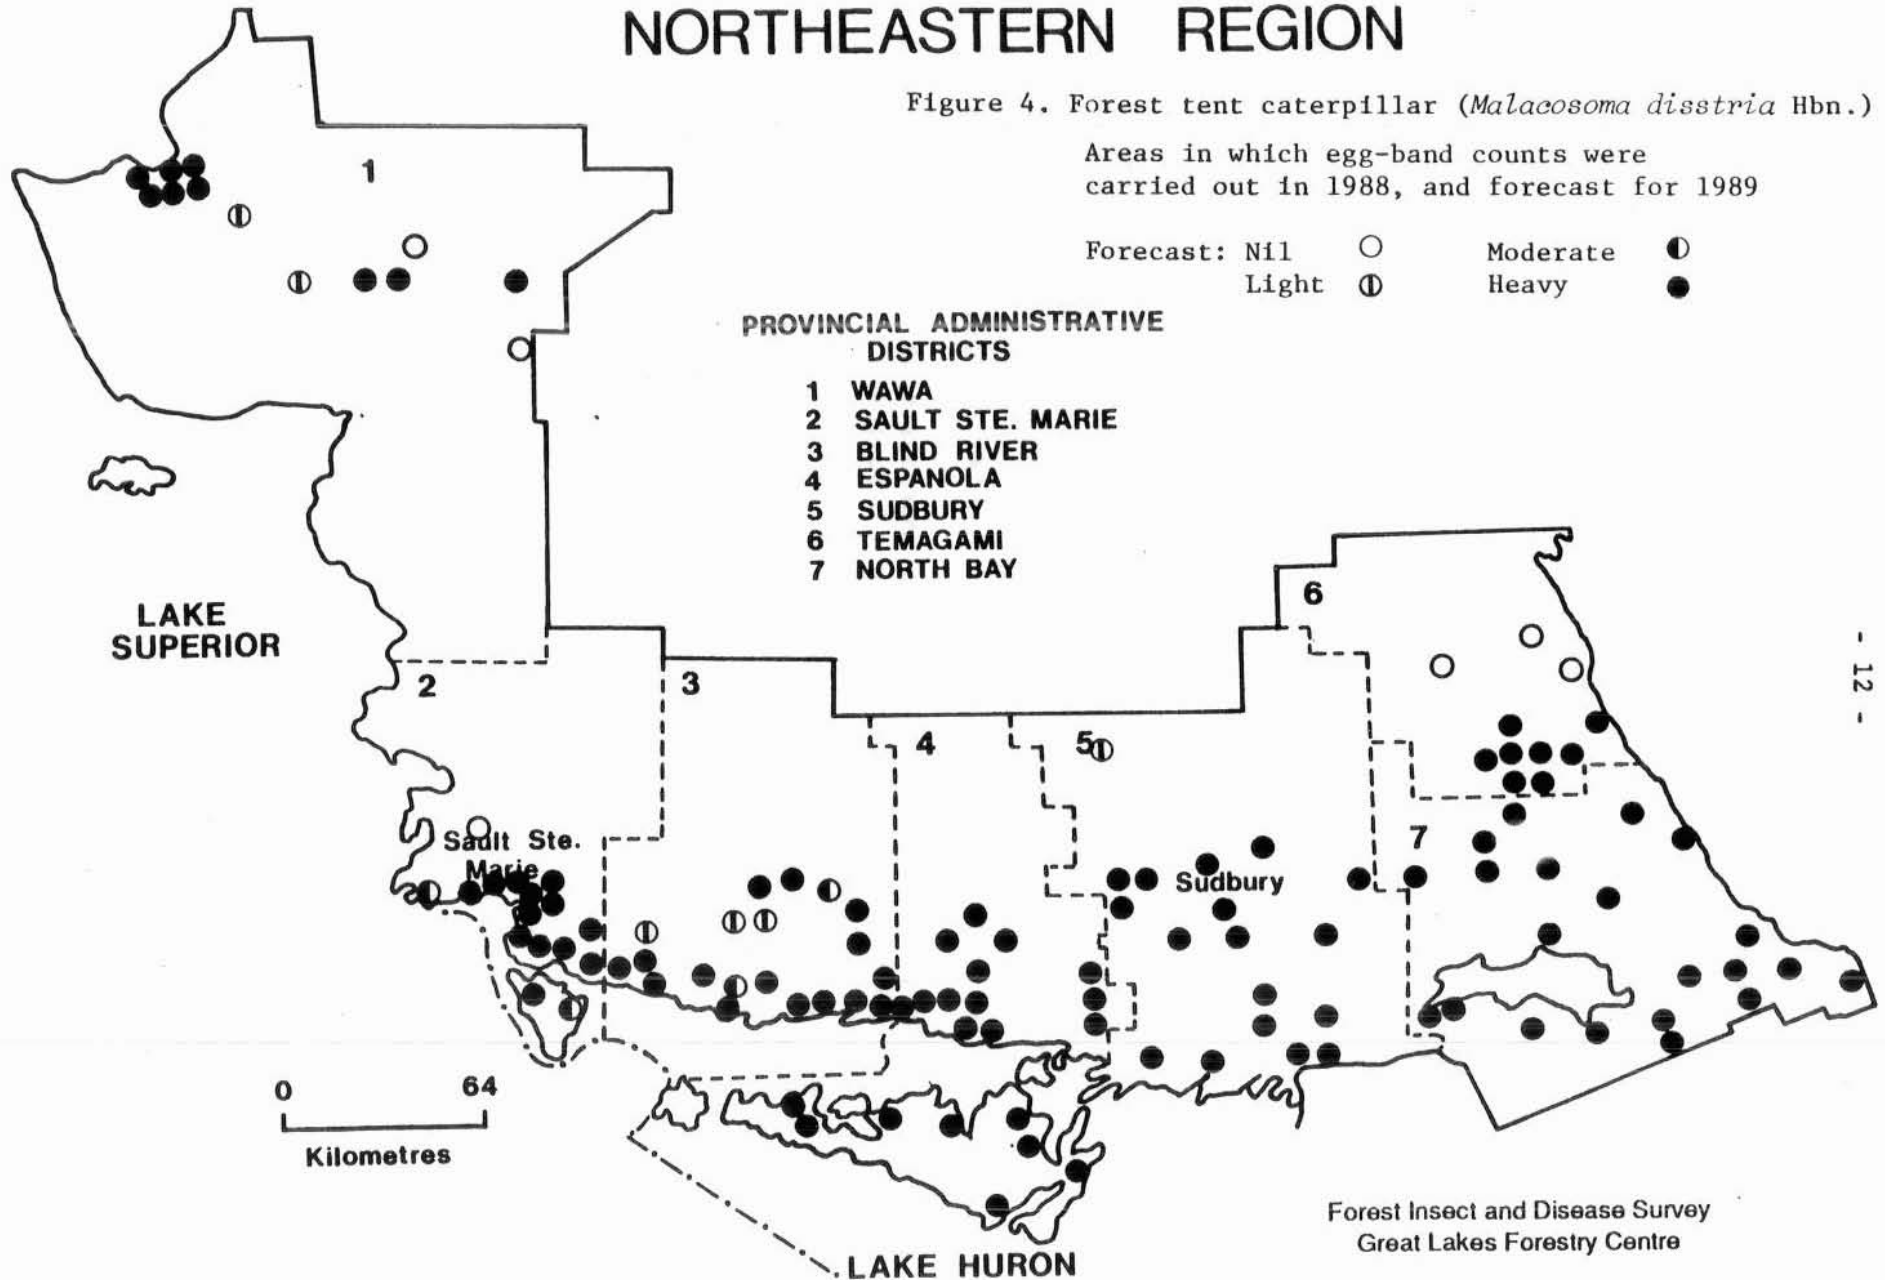 NORTHEASTERN REGION
Figure 4. Forest tent caterpillar (Malacosoma disstria Hbn.)
Areas in which egg-band counts were
carried out in 1988, and forecast for 1989
Forecast: Nil Moderate
Light Heavy
PROVINCIAL ADMINISTRATIVE
DISTRICTS
1 WAWA
2 SAULT STE. MARIE
3 BLIND RIVER
4 ESPANOLA
5 SUDBURY
6 TEMAGAMI
7 NORTH BAY
1
6
LAKE
SUPERIOR
2
3
4
5
- 12 -
Sault Ste.
Marie
7
Sudbury
0 64
Kilometres
Forest Insect and Disease Survey
Great Lakes Forestry Centre
LAKE HURON